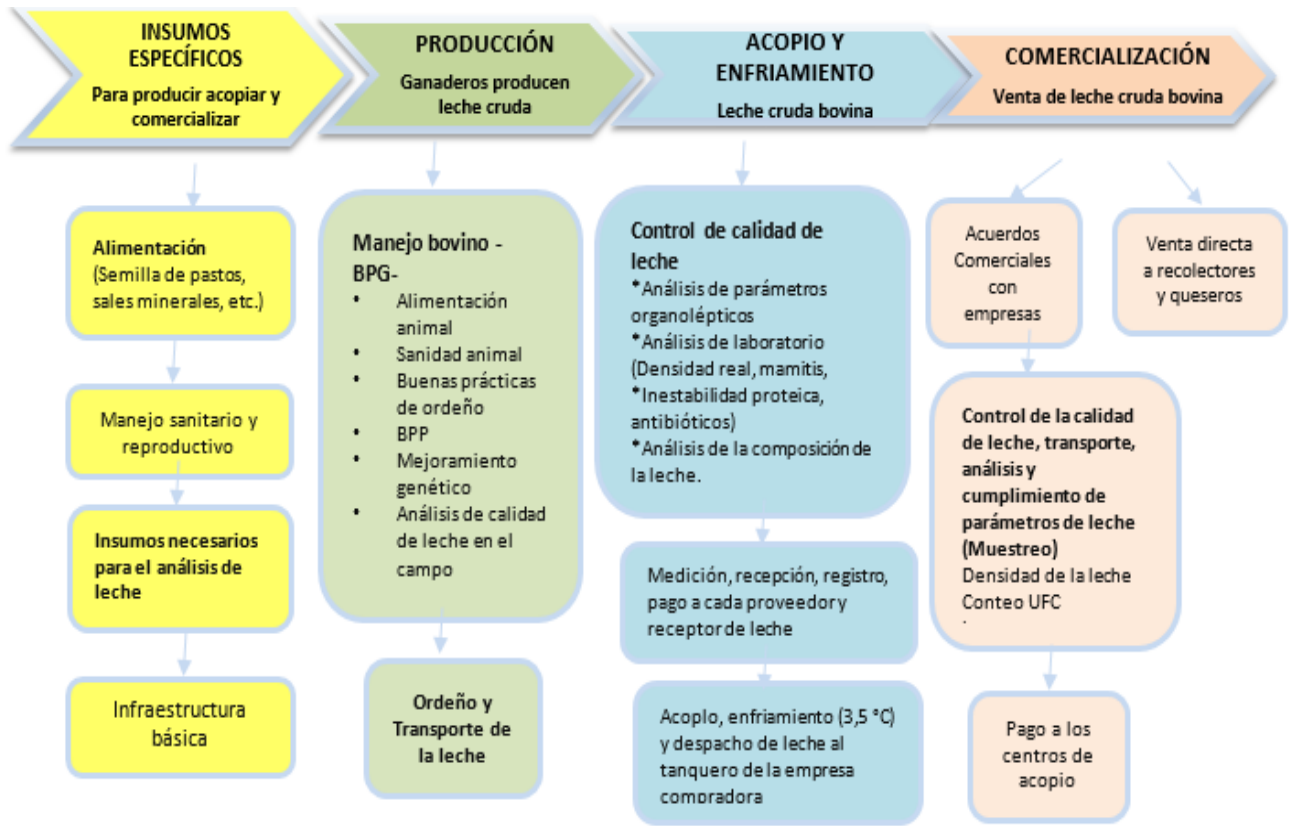 INSUMOS
ESPECÍFICOS
Para producir acopiar y
comercializar
PRODUCCIÓN
Ganaderos producen
leche cruda
ACOPIO Y
ENFRIAMIENTO
Leche cruda bovina
COMERCIALIZACIÓN
Venta de leche cruda bovina
Alimentación
(Semilla de pastos,
sales minerales, etc.)
Manejo sanitario y
reproductivo
Insumos necesarios
para el análisis de
leche
Infraestructura
básica
Manejo bovino -
BPG-
• Alimentación
animal
• Sanidad animal
• Buenas prácticas
de ordeño
• BPP
• Mejoramiento
genético
• Análisis de calidad
de leche en el
campo
Ordeño y
Transporte de
la leche
Control de calidad de
leche
*Análisis de parámetros
organolépticos
*Análisis de laboratorio
(Densidad real, mamitis,
*Inestabilidad proteica,
antibióticos)
*Análisis de la composición de
la leche.
Medición, recepción, registro,
pago a cada proveedor y
receptor de leche
Acoplo, enfriamiento (3,5 °C)
y despacho de leche al
tanquero de la empresa
compradora
Acuerdos
Comerciales
con
empresas
Venta directa
a recolectores
y queseros
Control de la calidad
de leche, transporte,
análisis y
cumplimiento de
parámetros de leche
(Muestreo)
Densidad de la leche
Conteo UFC
.
Pago a los
centros de
acopio